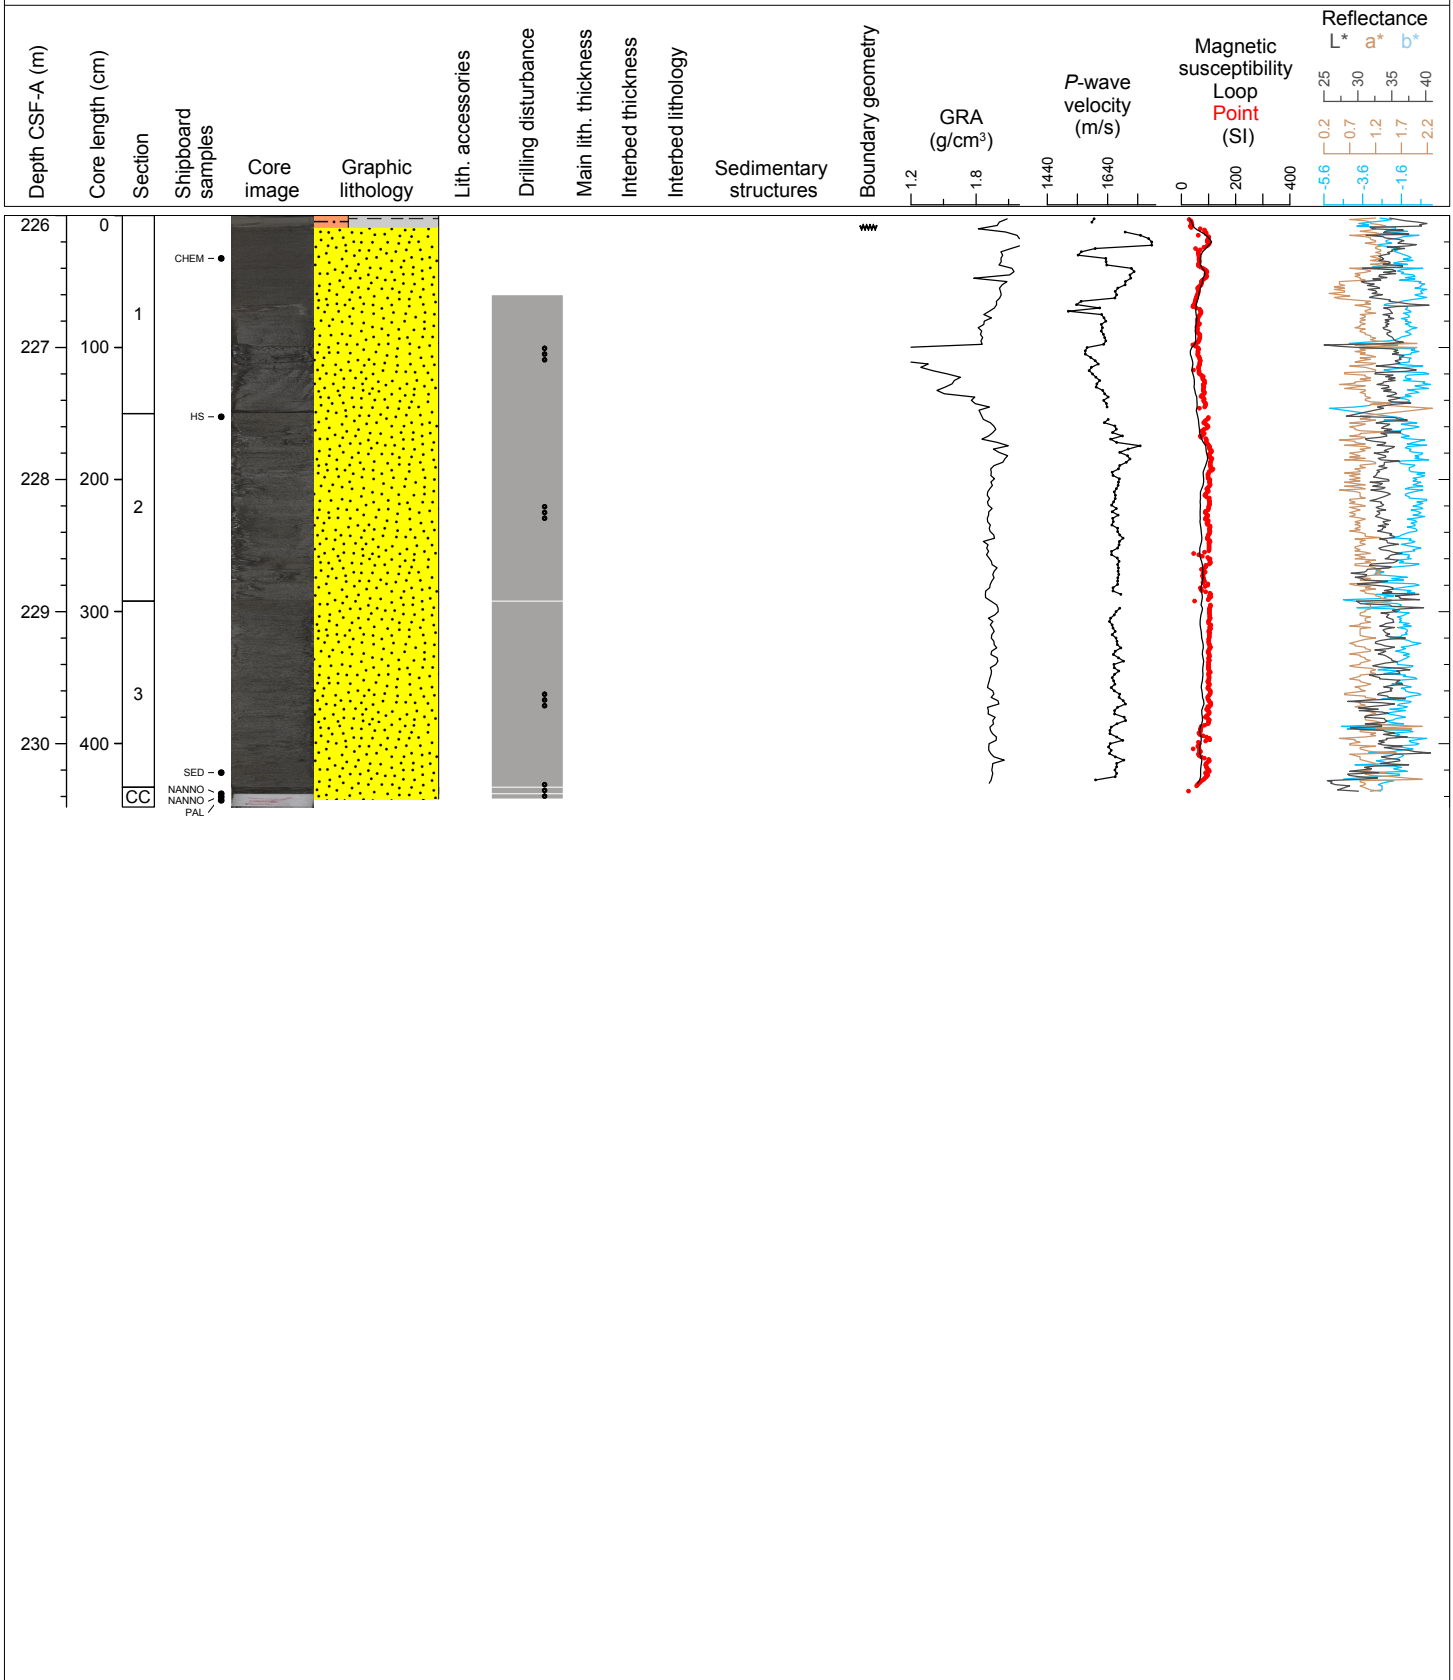 Depth CSF-A (m)
Core length (cm)
Section
Shipboard
samples
Core
image
Graphic
lithology
Lith. accessories
Drilling disturbance
Main lith. thickness
Interbed thickness
Interbed lithology
Sedimentary
structures
Boundary geometry
GRA
(g/cm³)
1.2
1.8
P-wave
velocity
(m/s)
1440
1640
Magnetic
susceptibility
Loop
Point
(SI)
0
200
400
Reflectance
L* a* b*
25
30
35
40
0.2
0.7
1.2
1.7
2.2
-5.6
-3.6
-1.6
226
227
228
229
230
0
100
200
300
400
1
2
3
CC
CHEM
HS
SED
NANNO
NANNO
PAL